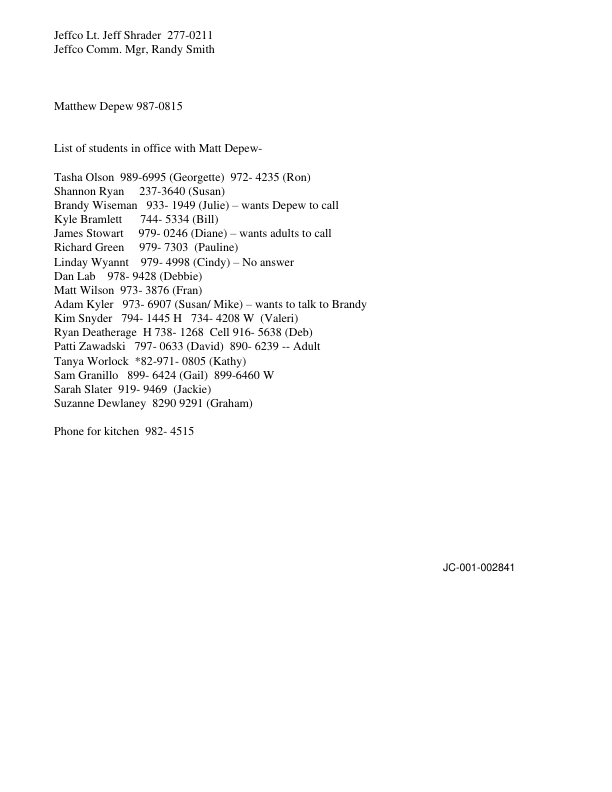 Jeffco Lt. Jeff Shrader  277-0211
Jeffco Comm. Mgr, Randy Smith
Matthew Depew 987-0815
List of students in office with Matt Depew-
Tasha Olson  989-6995 (Georgette)  972- 4235 (Ron)
Shannon Ryan     237-3640 (Susan)
Brandy Wiseman   933- 1949 (Julie) – wants Depew to call
Kyle Bramlett      744- 5334 (Bill)
James Stowart     979- 0246 (Diane) – wants adults to call
Richard Green     979- 7303  (Pauline)
Linday Wyannt    979- 4998 (Cindy) – No answer
Dan Lab    978- 9428 (Debbie)
Matt Wilson  973- 3876 (Fran)
Adam Kyler   973- 6907 (Susan/ Mike) – wants to talk to Brandy
Kim Snyder   794- 1445 H   734- 4208 W  (Valeri)
Ryan Deatherage  H 738- 1268  Cell 916- 5638 (Deb)
Patti Zawadski   797- 0633 (David)  890- 6239 -- Adult
Tanya Worlock  *82-971- 0805 (Kathy)
Sam Granillo   899- 6424 (Gail)  899-6460 W
Sarah Slater  919- 9469  (Jackie)
Suzanne Dewlaney  8290 9291 (Graham)
Phone for kitchen  982- 4515
JC-001-002841